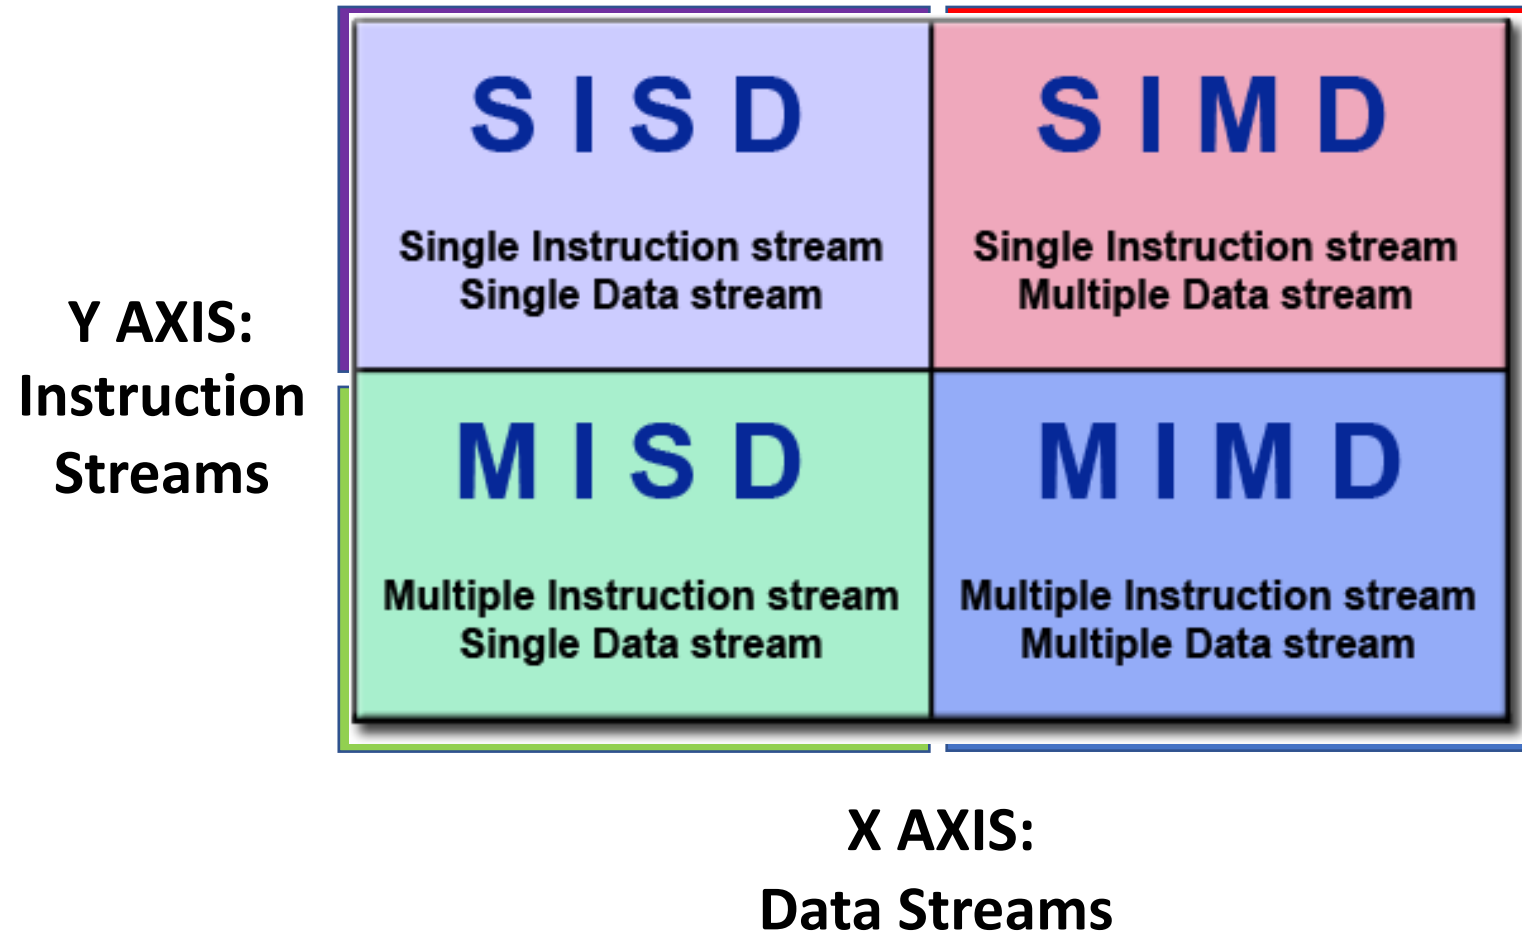 S I S D
Single Instruction stream
Single Data stream
S I M D
Single Instruction stream
Multiple Data stream
Y AXIS:
Instruction
Streams
M I S D
Multiple Instruction stream
Single Data stream
M I M D
Multiple Instruction stream
Multiple Data stream
X AXIS:
Data Streams